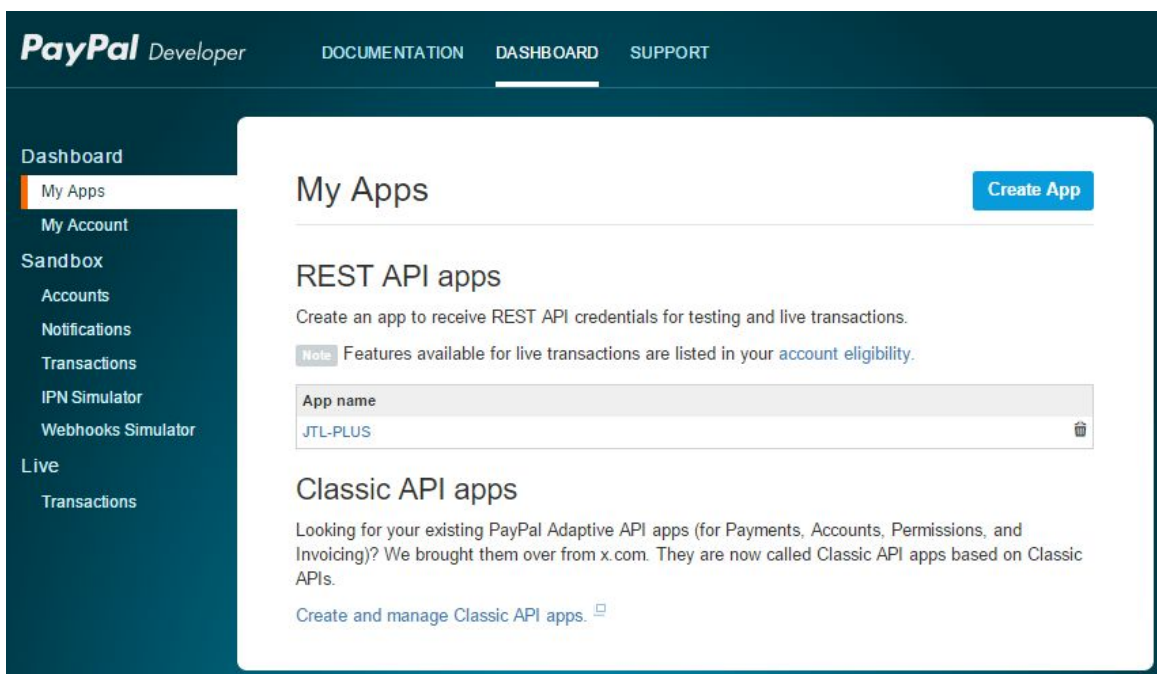 PayPal Developer
DOCUMENTATION DASHBOARD SUPPORT
Dashboard
My Apps
My Account
Sandbox
Accounts
Notifications
Transactions
IPN Simulator
Webhooks Simulator
Live
Transactions
My Apps
Create App
REST API apps
Create an app to receive REST API credentials for testing and live transactions.
Note Features available for live transactions are listed in your account eligibility.
App name
JTL-PLUS
Classic API apps
Looking for your existing PayPal Adaptive API apps (for Payments, Accounts, Permissions, and
Invoicing)? We brought them over from x.com. They are now called Classic API apps based on Classic
APIs.
Create and manage Classic API apps.